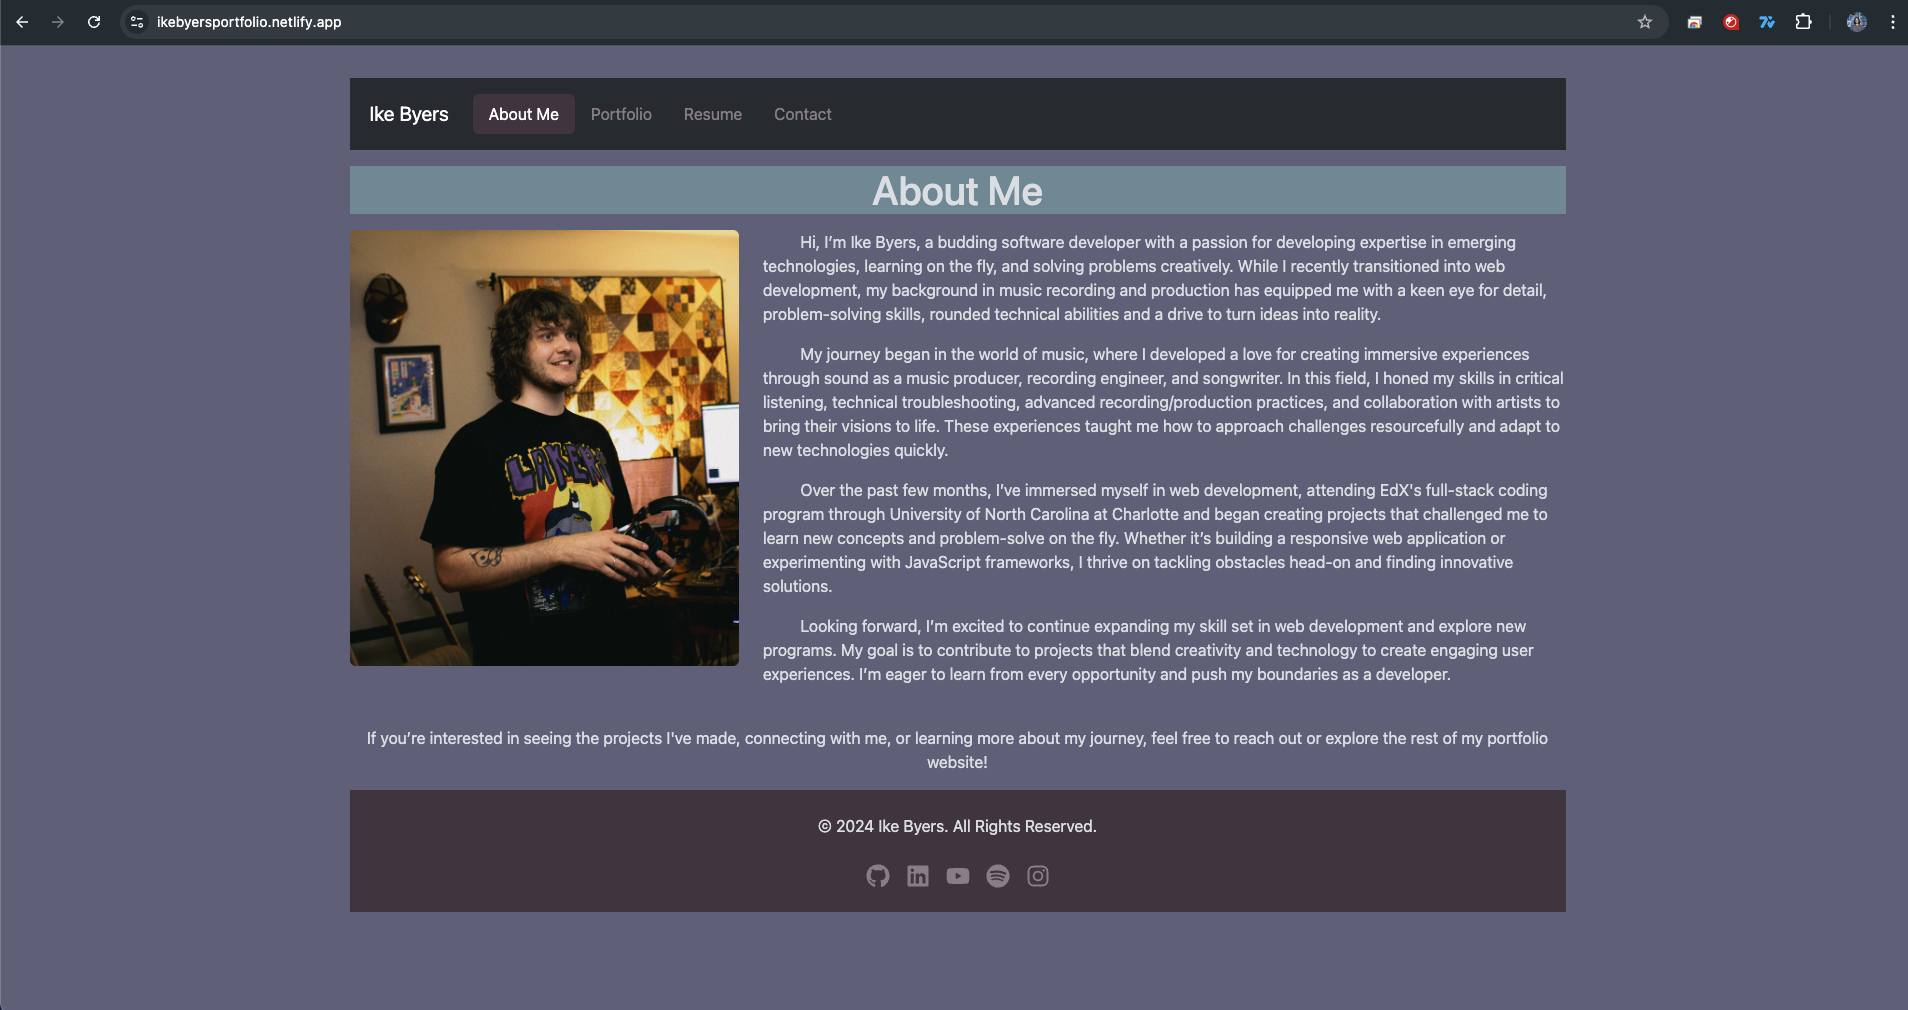 ikebyersportfolio.netlify.app
Ike Byers About Me Portfolio Resume Contact
About Me
LAKERS
Hi, I’m Ike Byers, a budding software developer with a passion for developing expertise in emerging
technologies, learning on the fly, and solving problems creatively. While I recently transitioned into web
development, my background in music recording and production has equipped me with a keen eye for detail,
problem-solving skills, rounded technical abilities and a drive to turn ideas into reality.
My journey began in the world of music, where I developed a love for creating immersive experiences
through sound as a music producer, recording engineer, and songwriter. In this field, I honed my skills in critical
listening, technical troubleshooting, advanced recording/production practices, and collaboration with artists to
bring their visions to life. These experiences taught me how to approach challenges resourcefully and adapt to
new technologies quickly.
Over the past few months, I’ve immersed myself in web development, attending EdX's full-stack coding
program through University of North Carolina at Charlotte and began creating projects that challenged me to
learn new concepts and problem-solve on the fly. Whether it’s building a responsive web application or
experimenting with JavaScript frameworks, I thrive on tackling obstacles head-on and finding innovative
solutions.
Looking forward, I’m excited to continue expanding my skill set in web development and explore new
programs. My goal is to contribute to projects that blend creativity and technology to create engaging user
experiences. I’m eager to learn from every opportunity and push my boundaries as a developer.
If you’re interested in seeing the projects I've made, connecting with me, or learning more about my journey, feel free to reach out or explore the rest of my portfolio
website!
© 2024 Ike Byers. All Rights Reserved.
in